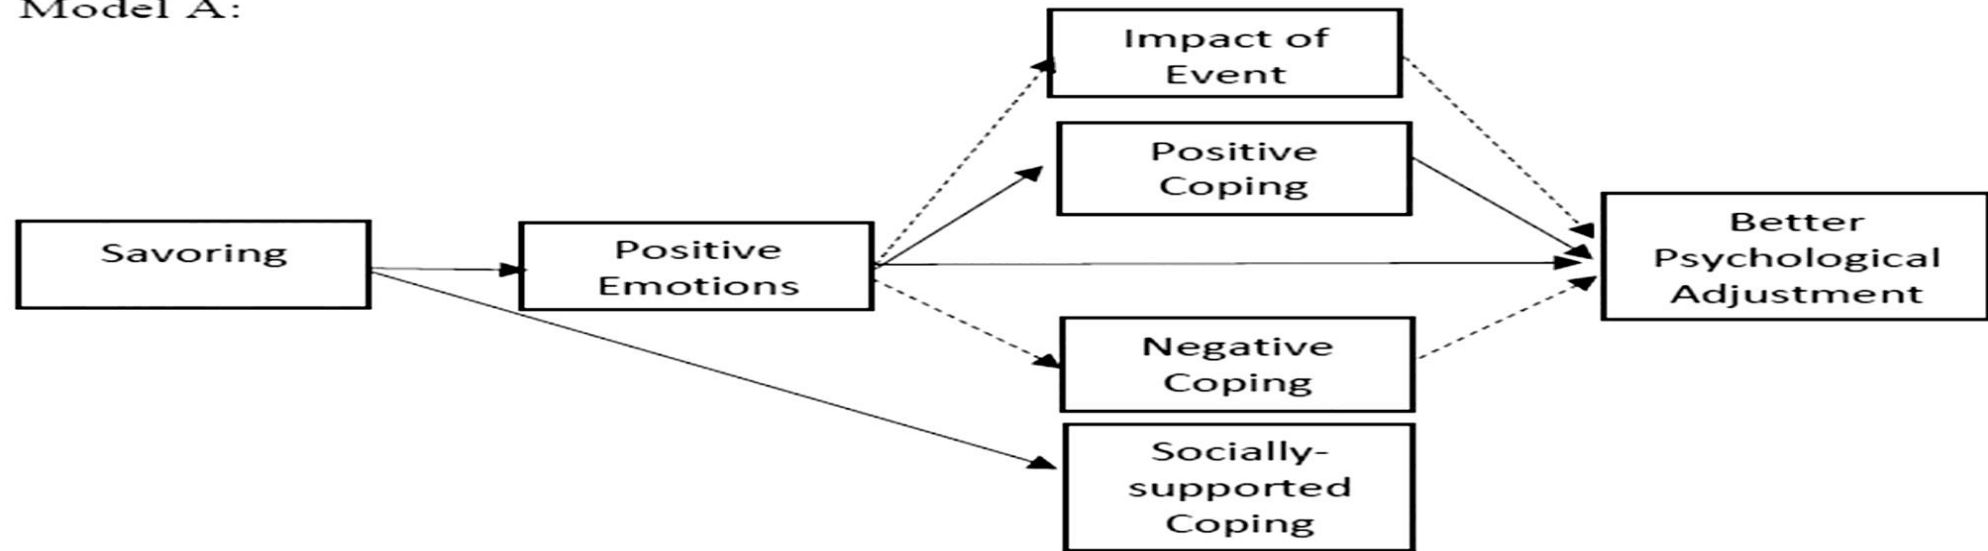 Model A:
Impact of
Event
Positive
Coping
Savoring
Positive
Emotions
Better
Psychological
Adjustment
Negative
Coping
Socially-
supported
Coping